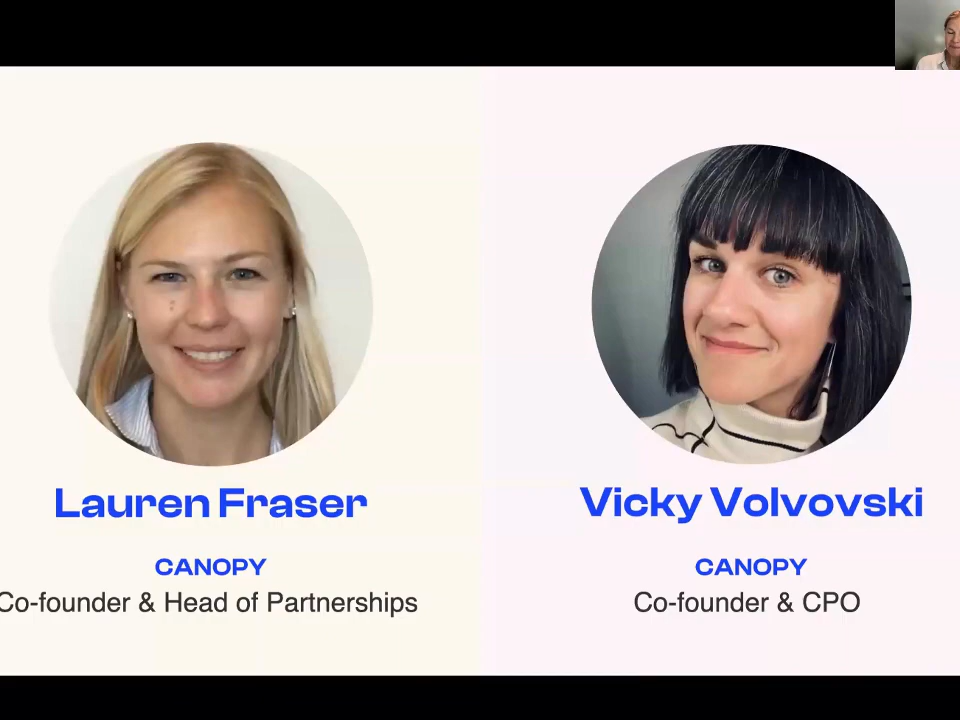 Lauren Fraser
CANOPY
Co-founder & Head of Partnerships
Vicky Volvovski
CANOPY
Co-founder & CPO